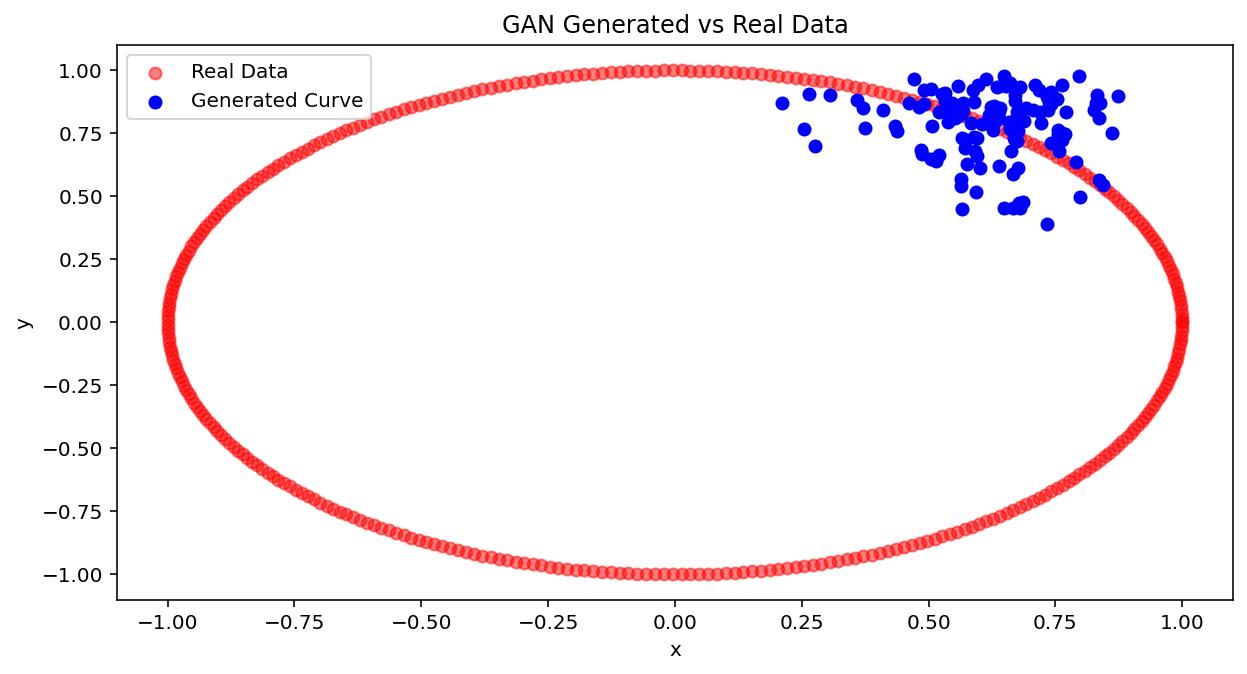 GAN Generated vs Real Data
Real Data
Generated Curve
1.00
0.75
0.50
0.25
0.00
−0.25
−0.50
−0.75
−1.00
y
−1.00 −0.75 −0.50 −0.25 0.00 0.25 0.50 0.75 1.00
x